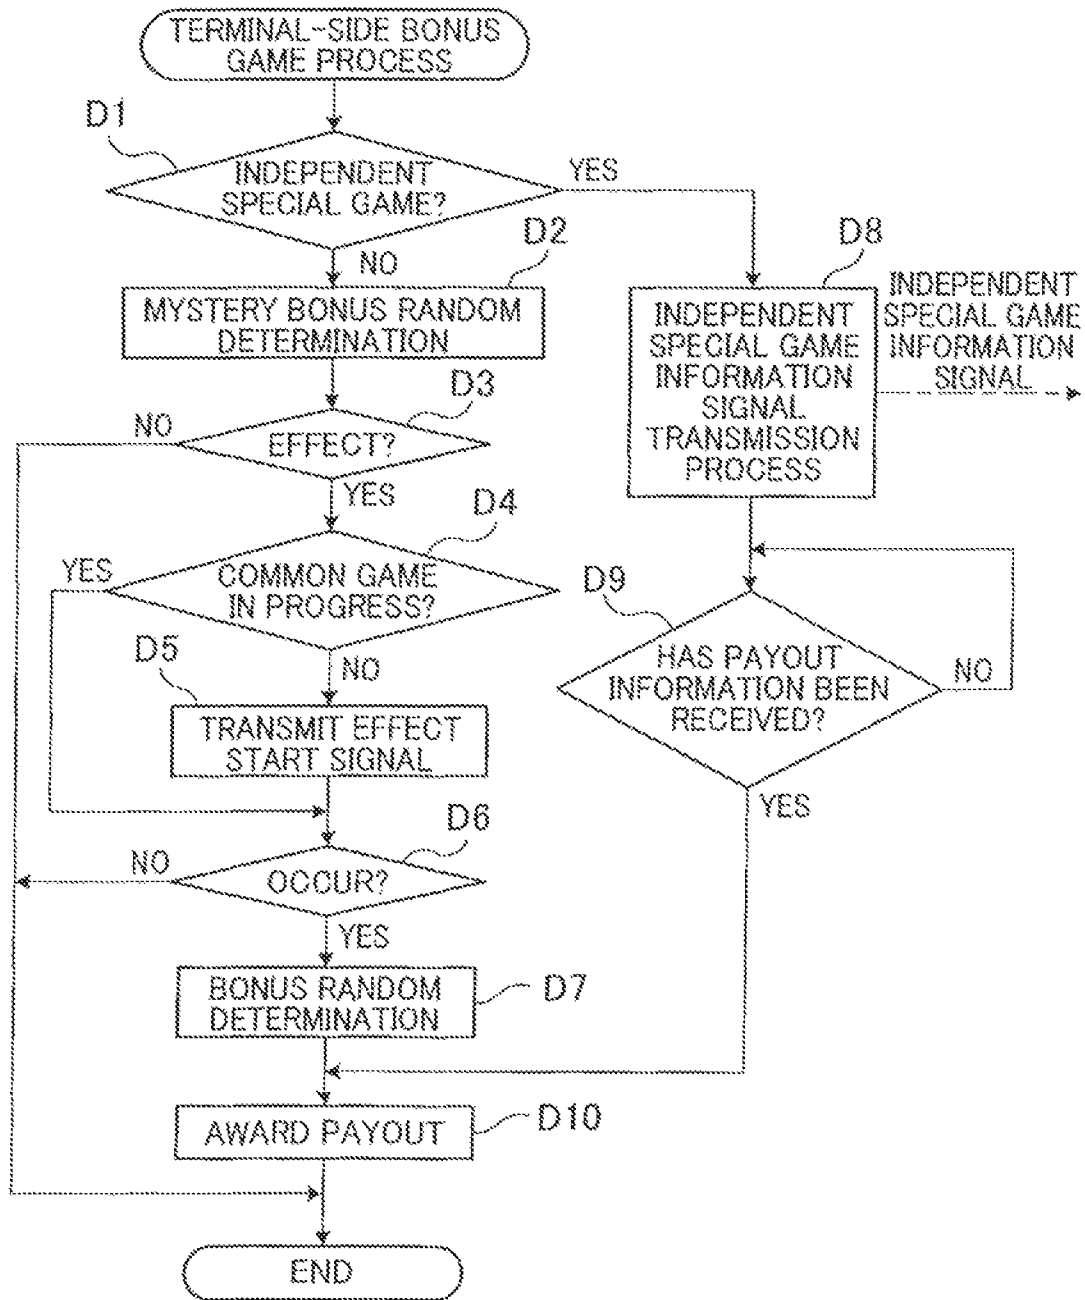 TERMINAL-SIDE BONUS
GAME PROCESS
D1
INDEPENDENT
SPECIAL GAME?
YES
NO
D2
MYSTERY BONUS RANDOM
DETERMINATION
D3
EFFECT?
NO
YES
D4
COMMON GAME
IN PROGRESS?
YES
NO
D5
TRANSMIT EFFECT
START SIGNAL
D6
OCCUR?
NO
YES
BONUS RANDOM
DETERMINATION
D7
D8
INDEPENDENT
SPECIAL GAME
INFORMATION
SIGNAL
TRANSMISSION
PROCESS
INDEPENDENT
SPECIAL GAME
INFORMATION
SIGNAL
D9
HAS PAYOUT
INFORMATION BEEN
RECEIVED?
NO
YES
AWARD PAYOUT
D10
END